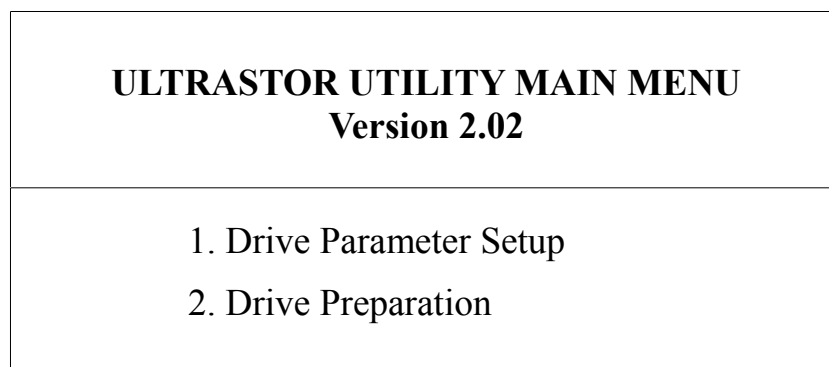 ULTRASTOR UTILITY MAIN MENU
Version 2.02
1. Drive Parameter Setup
2. Drive Preparation